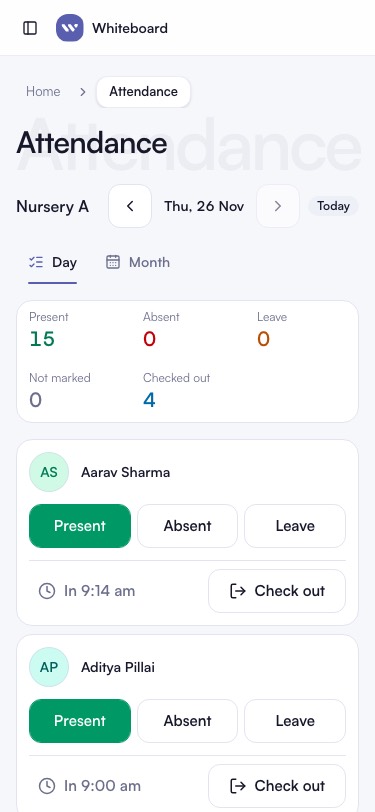 Whiteboard
Home > Attendance
Attendance
Attendance
Nursery A < Thu, 26 Nov > Today
Day Month
Present Absent Leave
15 0 0
Not marked Checked out
0 4
AS Aarav Sharma
Present Absent Leave
In 9:14 am Check out
AP Aditya Pillai
Present Absent Leave
In 9:00 am Check out